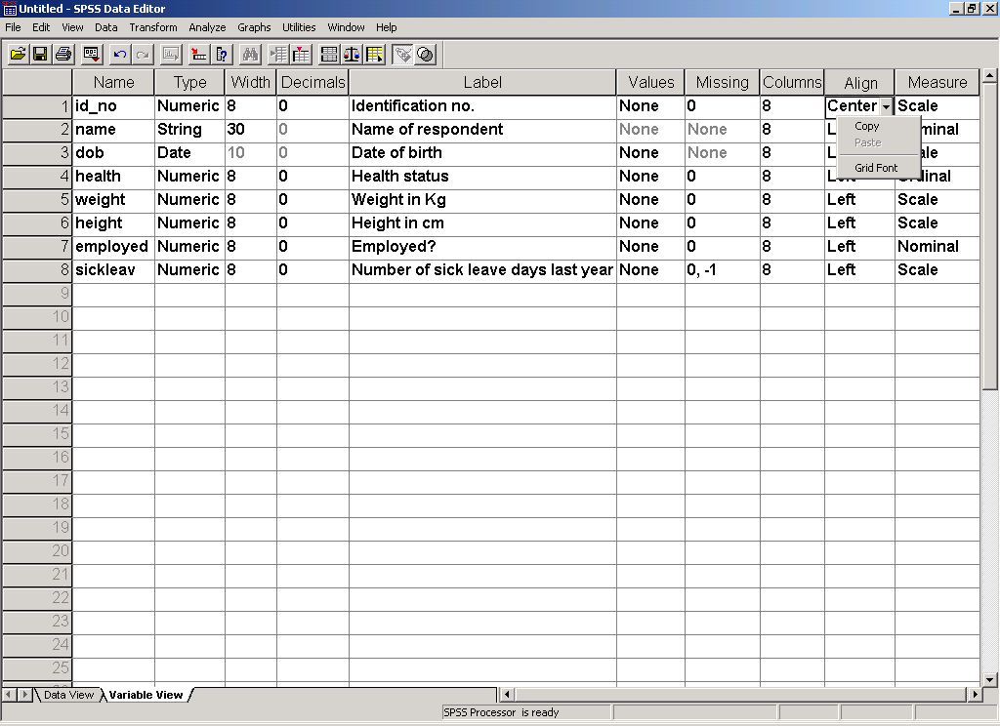 Untitled - SPSS Data Editor
File Edit View Data Transform Analyze Graphs Utilities Window Help
Name Type Width Decimals Label Values Missing Columns Align Measure
1 id_no Numeric 8 0 Identification no. None 0 8 Center Scale
2 name String 30 0 Name of respondent None None 8
Copy
Paste
3 dob Date 10 0 Date of birth None None 8
Grid Font
4 health Numeric 8 0 Health status None 0 8 Left Ordinal
5 weight Numeric 8 0 Weight in Kg None 0 8 Left Scale
6 height Numeric 8 0 Height in cm None 0 8 Left Scale
7 employed Numeric 8 0 Employed? None 0 8 Left Nominal
8 sickleav Numeric 8 0 Number of sick leave days last year None 0, -1 8 Left Scale
9
10
11
12
13
14
15
16
17
18
19
20
21
22
23
24
25
Data View Variable View
SPSS Processor is ready